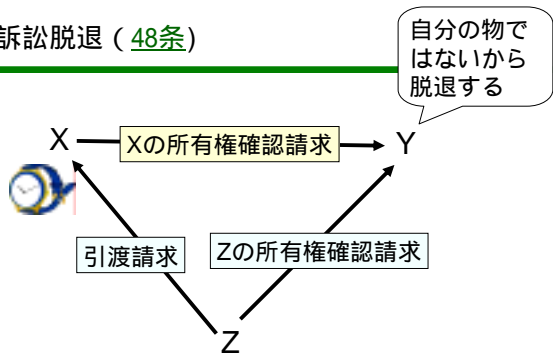 訴訟脱退（48条)
自分の物で
はないから
脱退する
X
Xの所有権確認請求
Y
引渡請求
Zの所有権確認請求
Z